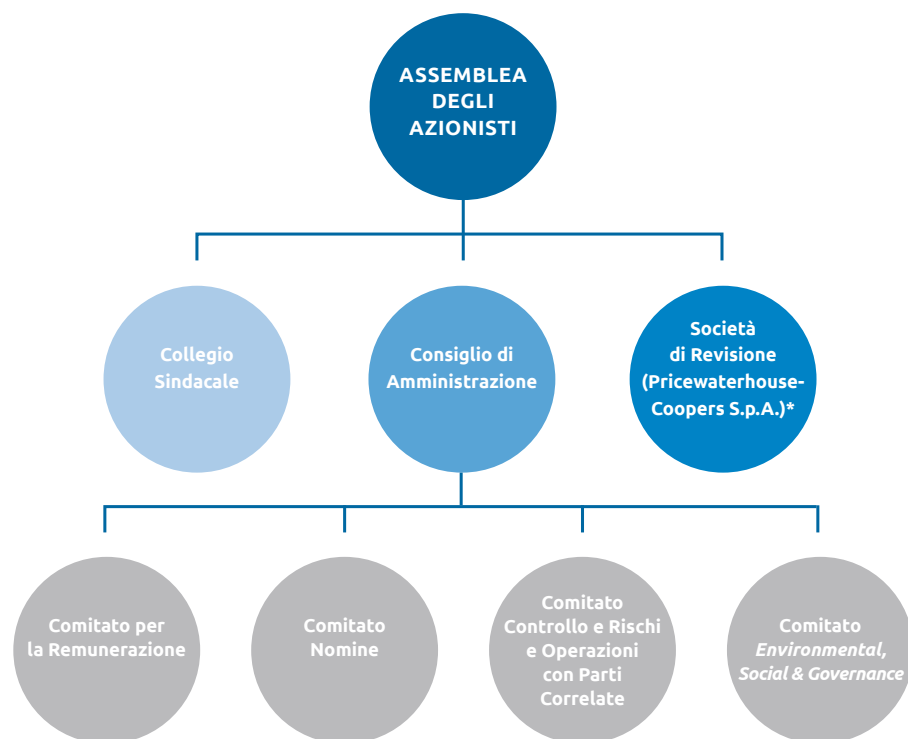 ASSEMBLEA
DEGLI
AZIONISTI
Collegio
Sindacale
Consiglio di
Amministrazione
Società
di Revisione
(Pricewaterhouse-
Coopers S.p.A.)*
Comitato per
la Remunerazione
Comitato
Nomine
Comitato
Controllo e Rischi
e Operazioni
con Parti
Correlate
Comitato
Environmental,
Social & Governance